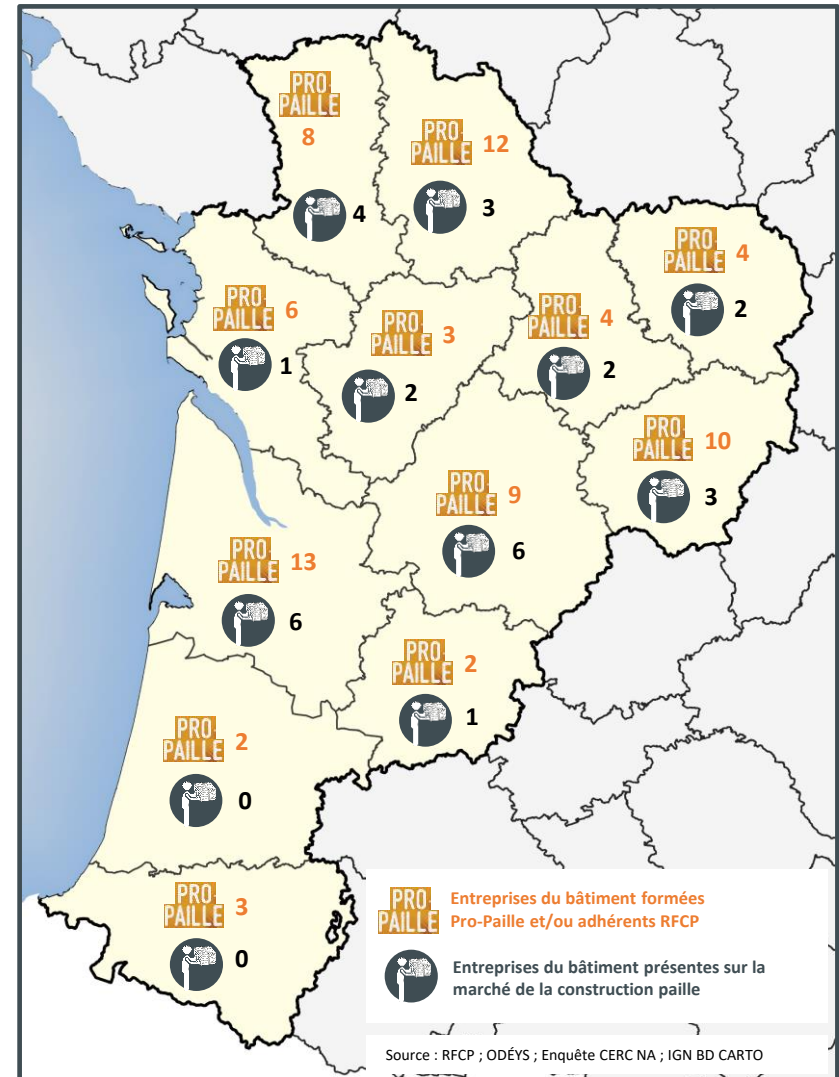 PRO-
PAILLE
8
4
PRO-
PAILLE 12
3
PRO-
PAILLE 4
2
PRO-
PAILLE 6
1
PRO-
PAILLE 3
2
PRO-
PAILLE 4
2
PRO-
PAILLE 10
3
PRO-
PAILLE 9
6
PRO-
PAILLE 13
6
PRO-
PAILLE 2
1
PRO-
PAILLE 2
0
PRO-
PAILLE 3
0
PRO-
PAILLE
Entreprises du bâtiment formées
Pro-Paille et/ou adhérents RFCP
Entreprises du bâtiment présentes sur la
marché de la construction paille
Source : RFCP ; ODÉYS ; Enquête CERC NA ; IGN BD CARTO